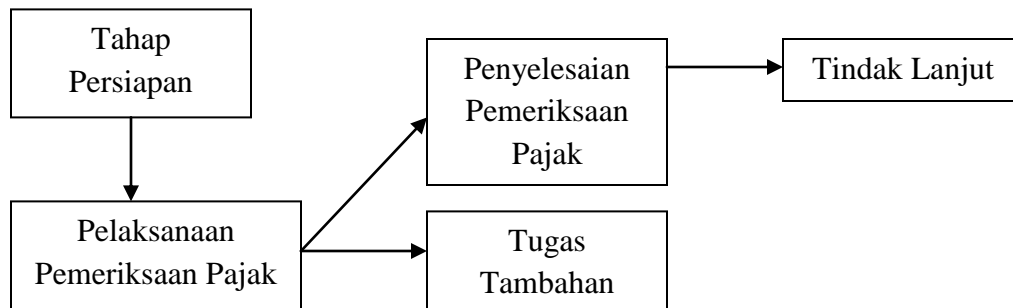 Tahap
Persiapan
Pelaksanaan
Pemeriksaan Pajak
Penyelesaian
Pemeriksaan
Pajak
Tugas
Tambahan
Tindak Lanjut